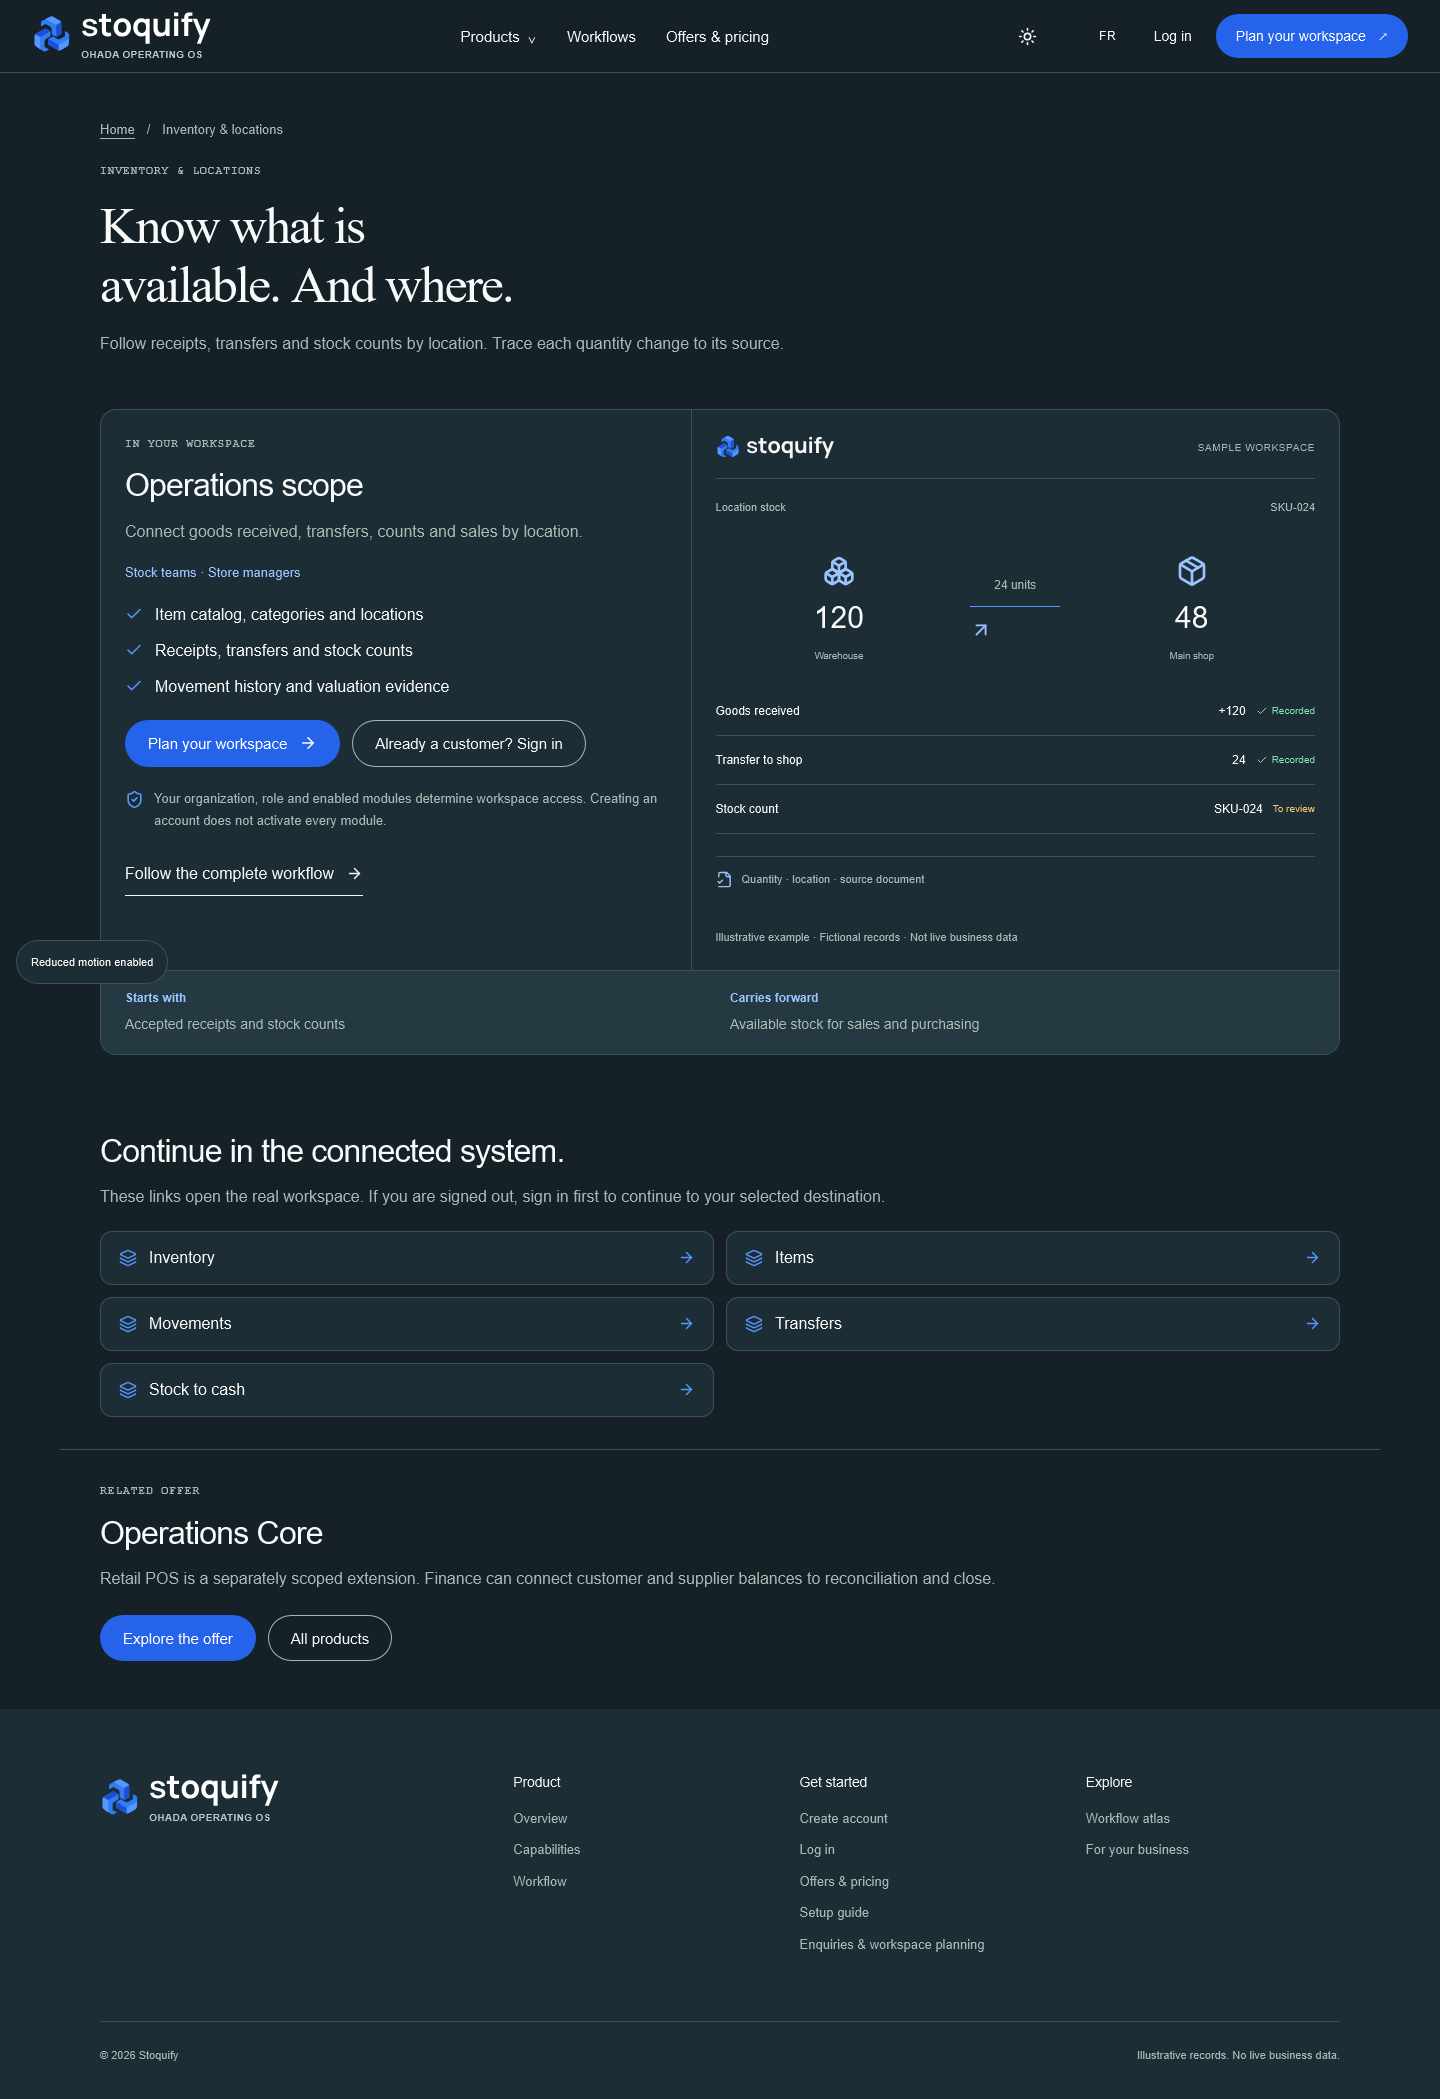 stoquify
OHADA OPERATING OS
Products
Workflows
Offers & pricing
FR
Log in
Plan your workspace ↗
Home / Inventory & locations
INVENTORY & LOCATIONS
Know what is
available. And where.
Follow receipts, transfers and stock counts by location. Trace each quantity change to its source.
IN YOUR WORKSPACE
Operations scope
Connect goods received, transfers, counts and sales by location.
Stock teams · Store managers
Item catalog, categories and locations
Receipts, transfers and stock counts
Movement history and valuation evidence
Plan your workspace →
Already a customer? Sign in
Your organization, role and enabled modules determine workspace access. Creating an
account does not activate every module.
Follow the complete workflow →
stoquify
SAMPLE WORKSPACE
Location stock
SKU-024
120
Warehouse
24 units
48
Main shop
Goods received +120 Recorded
Transfer to shop 24 Recorded
Stock count SKU-024 To review
Quantity · location · source document
Illustrative example · Fictional records · Not live business data
Reduced motion enabled
Starts with
Accepted receipts and stock counts
Carries forward
Available stock for sales and purchasing
Continue in the connected system.
These links open the real workspace. If you are signed out, sign in first to continue to your selected destination.
Inventory
Items
Movements
Transfers
Stock to cash
RELATED OFFER
Operations Core
Retail POS is a separately scoped extension. Finance can connect customer and supplier balances to reconciliation and close.
Explore the offer
All products
stoquify
OHADA OPERATING OS
Product
Overview
Capabilities
Workflow
Get started
Create account
Log in
Offers & pricing
Setup guide
Enquiries & workspace planning
Explore
Workflow atlas
For your business
© 2026 Stoquify
Illustrative records. No live business data.